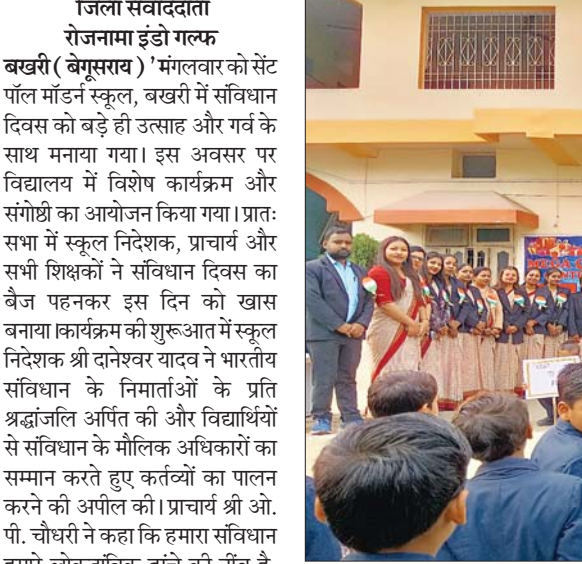 जिला संवाददाता
रोजनामा इंडो गल्फ
बखरी ( बेगूसराय ) 'मंगलवार को सेंट
पॉल मॉडर्न स्कूल, बखरी में संविधान
दिवस को बड़े ही उत्साह और गर्व के
साथ मनाया गया। इस अवसर पर
विद्यालय में विशेष कार्यक्रम और
संगोष्ठी का आयोजन किया गया।प्रातः
सभा में स्कूल निदेशक, प्राचार्य और
सभी शिक्षकों ने संविधान दिवस का
बैज पहनकर इस दिन को खास
बनाया।कार्यक्रम की शुरूआत में स्कूल
निदेशक श्री दानेश्वर यादव ने भारतीय
संविधान के निमार्ताओं के प्रति
श्रद्धांजलि अर्पित की और विद्यार्थियों
से संविधान के मौलिक अधिकारों का
सम्मान करते हुए कर्तव्यों का पालन
करने की अपील की।प्राचार्य श्री ओ.
पी. चौधरी ने कहा कि हमारा संविधान